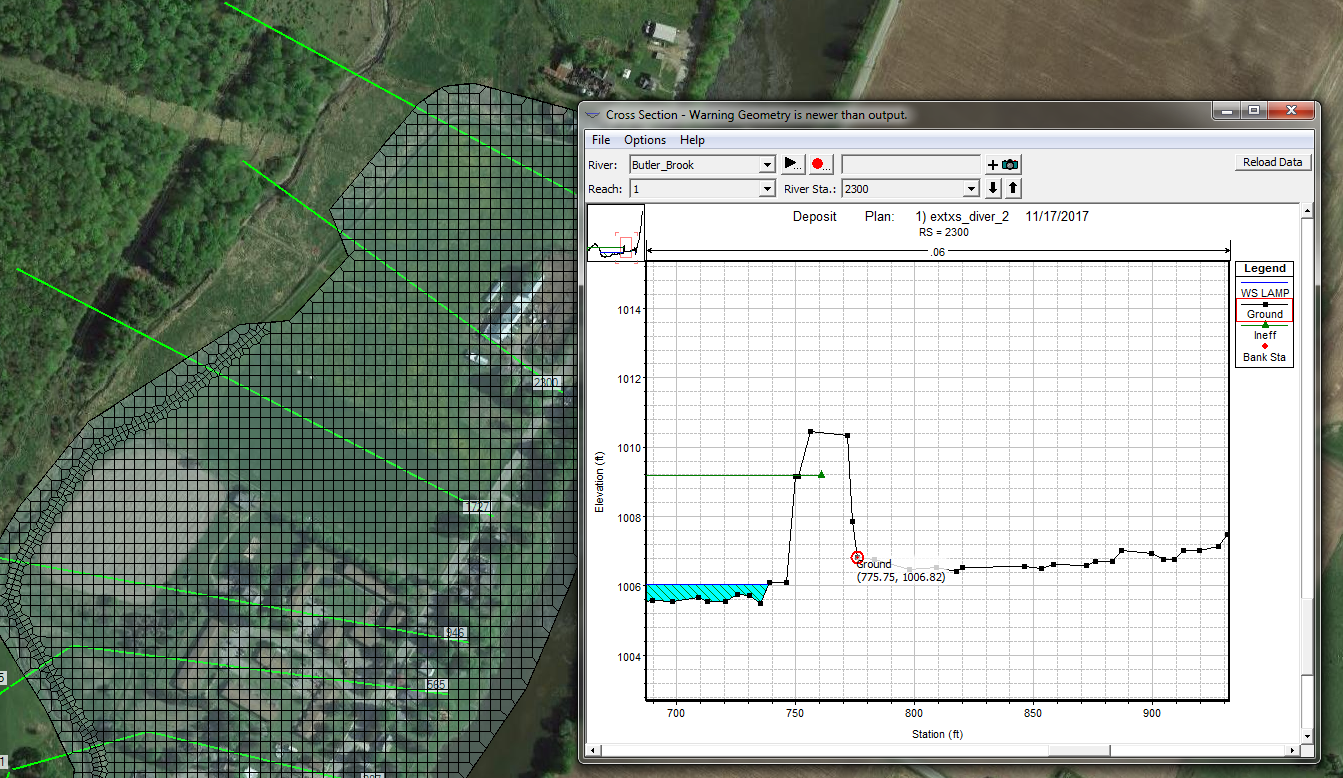 Cross Section - Warning Geometry is newer than output.
File Options Help
River: Butler_Brook
Reload Data
Reach: 1 River Sta.: 2300
Deposit Plan: 1) extxs_diver_2 11/17/2017
RS = 2300
.06
Legend
WS LAMP
Ground
Ineff
Bank Sta
1014
1012
1010
1008
1006
1004
Elevation (ft)
Ground
(775.75, 1006.82)
700 750 800 850 900
Station (ft)
2300
1727
946
565
5
1